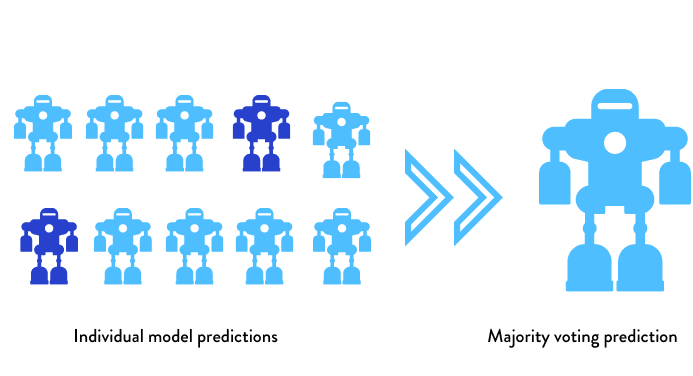 Individual model predictions
Majority voting prediction